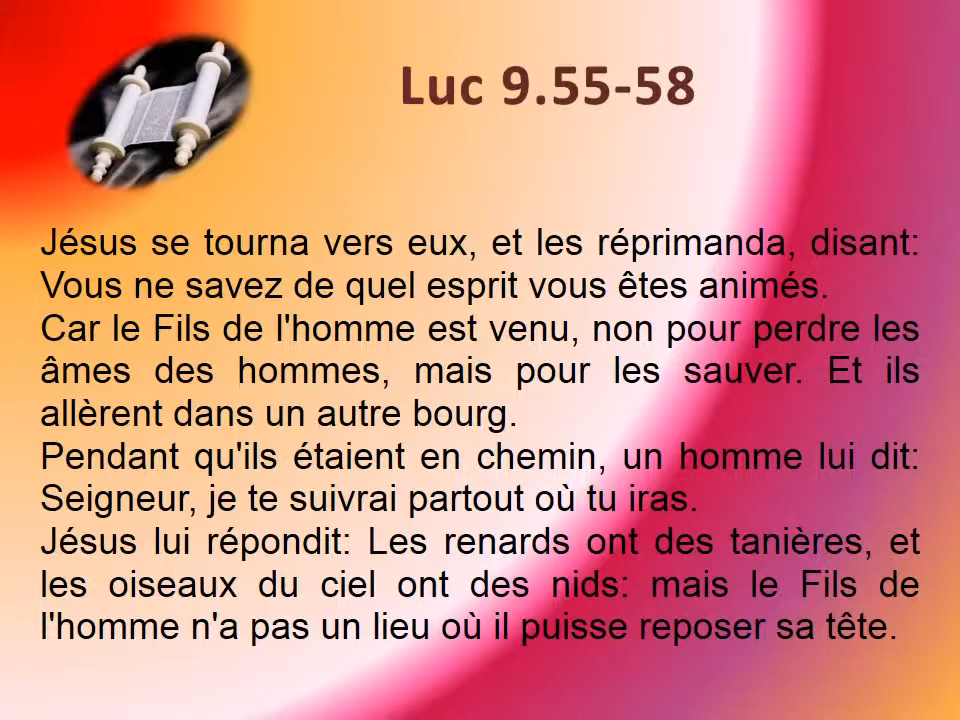 Luc 9.55-58
Jésus se tourna vers eux, et les réprimanda, disant:
Vous ne savez de quel esprit vous êtes animés.
Car le Fils de l'homme est venu, non pour perdre les
âmes des hommes, mais pour les sauver. Et ils
allèrent dans un autre bourg.
Pendant qu'ils étaient en chemin, un homme lui dit:
Seigneur, je te suivrai partout où tu iras.
Jésus lui répondit: Les renards ont des tanières, et
les oiseaux du ciel ont des nids: mais le Fils de
l'homme n'a pas un lieu où il puisse reposer sa tête.